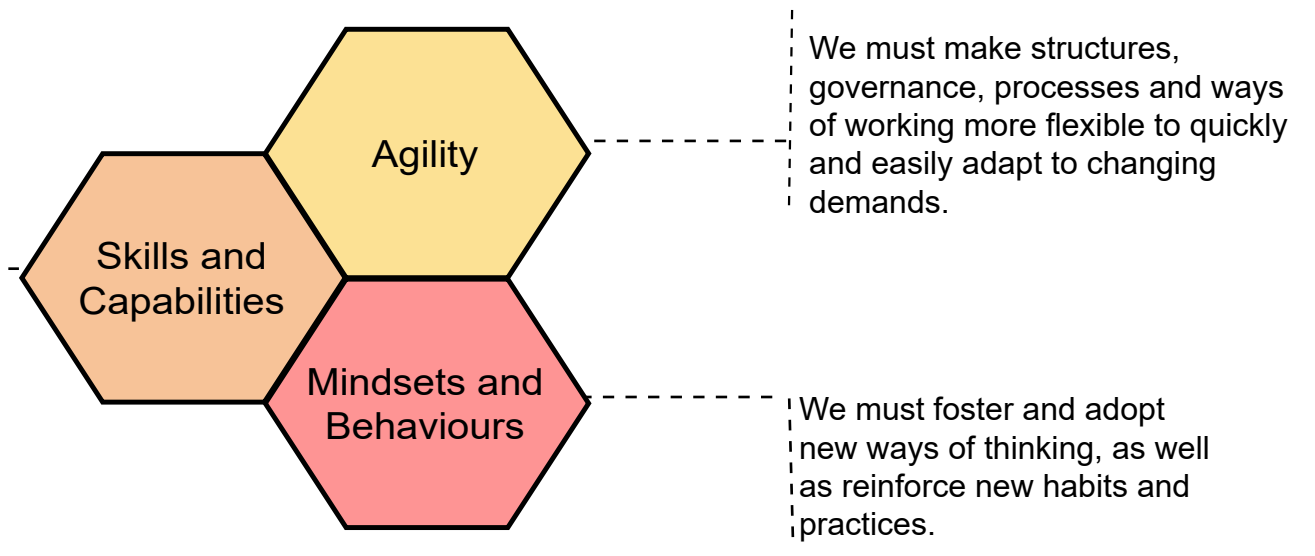 Agility
We must make structures,
governance, processes and ways
of working more flexible to quickly
and easily adapt to changing
demands.
Skills and
Capabilities
Mindsets and
Behaviours
We must foster and adopt
new ways of thinking, as well
as reinforce new habits and
practices.